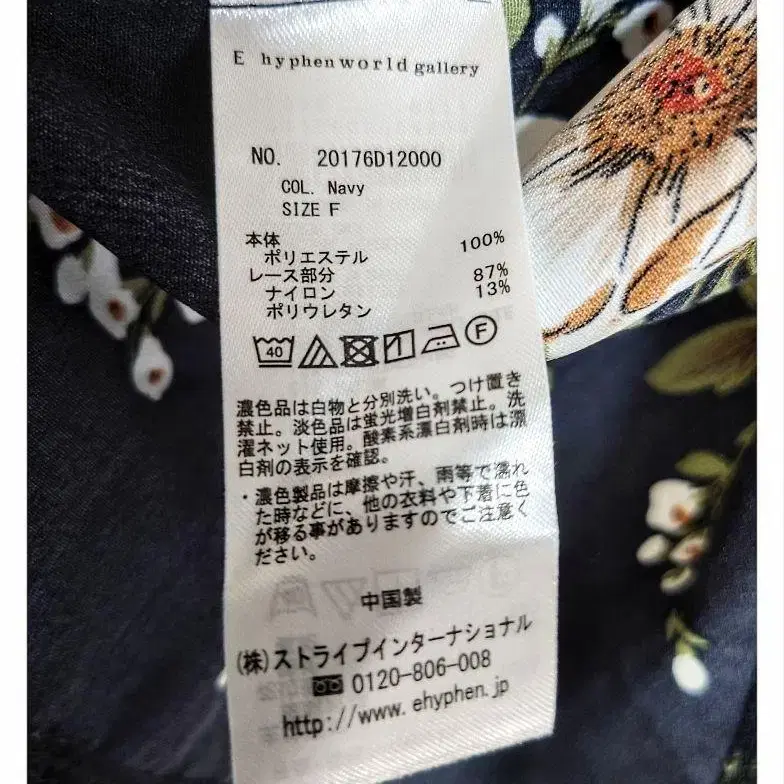 E hyphen world gallery
NO. 20176D12000
COL. Navy
SIZE F
本体
ポリエステル 100%
レース部分
ナイロン 87%
ポリウレタン 13%
40 F
濃色品は白物と分別洗い。つけ置き
禁止。淡色品は蛍光増白剤禁止。洗
濯ネット使用。酸素系漂白剤時は漂
白剤の表示を確認。
・濃色製品は摩擦や汗、雨等で濡れ
た時などに、他の衣料や下着に色
が移る事がありますのでご注意く
ださい。
中国製
(株)ストライプインターナショナル
0120-806-008
http://www.ehyphen.jp